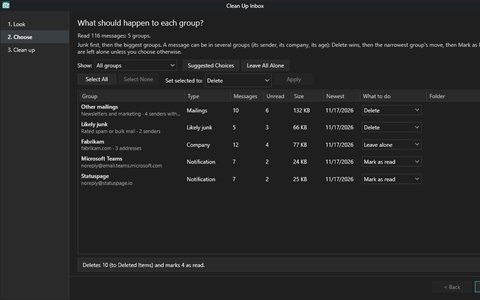 Clean Up Inbox
1. Look
2. Choose
3. Clean up
What should happen to each group?
Read 116 messages: 5 groups.
Junk first, then the biggest groups. A message can be in several groups (its sender, its company, its age): Delete wins, then the narrowest group's move, then Mark as
are left alone unless you choose otherwise.
Show: All groups Suggested Choices Leave All Alone
Select All Select None Set selected to: Delete Apply
Group Type Messages Unread Size Newest What to do Folder
Other mailings
Newsletters and marketing - 4 senders with... Mailings 10 6 132 KB 11/17/2026 Delete
Likely junk
Rated spam or bulk mail - 2 senders Likely junk 5 3 66 KB 11/17/2026 Delete
Fabrikam
fabrikam.com - 3 addresses Company 12 4 77 KB 11/17/2026 Leave alone
Microsoft Teams
noreply@email.teams.microsoft.com Notification 7 2 24 KB 11/17/2026 Mark as read
Statuspage
noreply@statuspage.io Notification 7 2 25 KB 11/17/2026 Mark as read
Deletes 10 (to Deleted Items) and marks 4 as read.
< Back